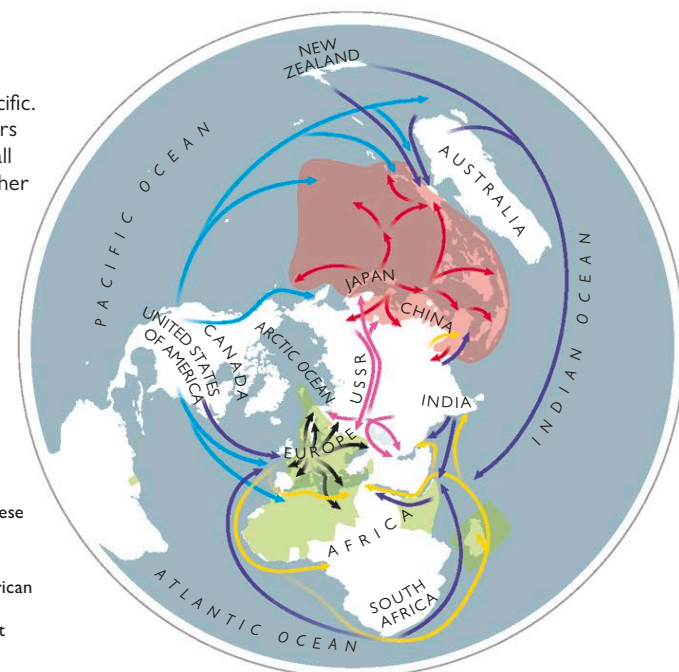 cific.
rs
all
her
ese
rican
t
NEW
ZEALAND
AUSTRALIA
PACIFIC OCEAN
INDIAN OCEAN
JAPAN
CHINA
UNITED STATES
OF AMERICA
CANADA
ARCTIC OCEAN
USSR
INDIA
EUROPE
AFRICA
SOUTH
AFRICA
ATLANTIC OCEAN